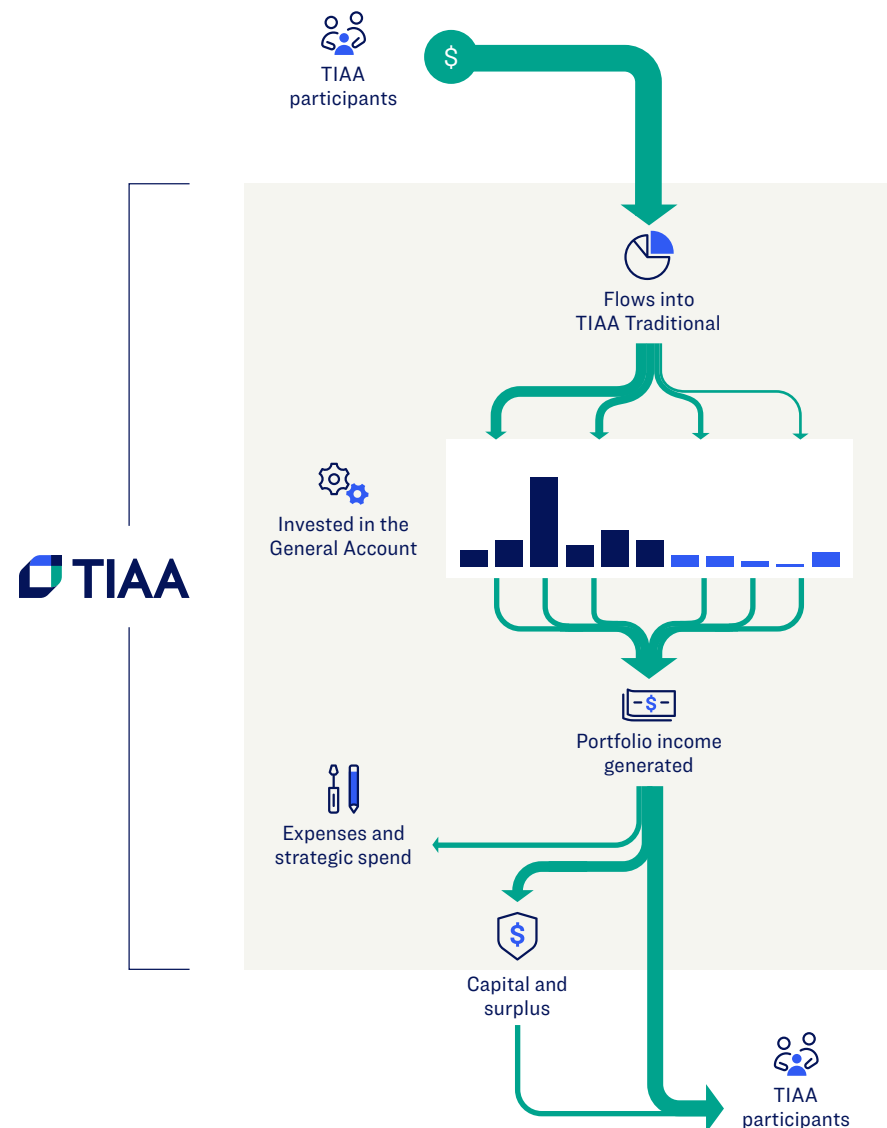 $
TIAA
participants
Flows into
TIAA Traditional
Invested in the
General Account
TIAA
$
Portfolio income
generated
Expenses and
strategic spend
$
Capital and
surplus
TIAA
participants